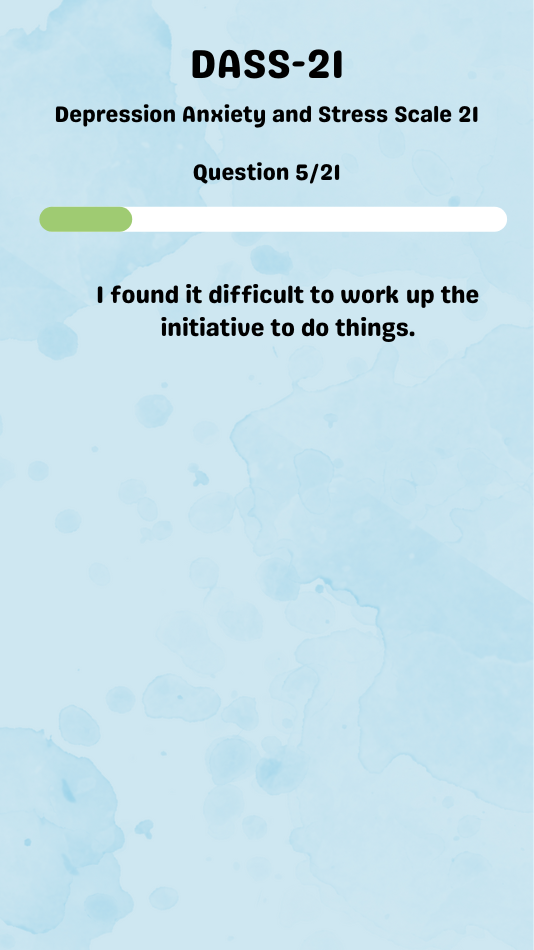 DASS-21
Depression Anxiety and Stress Scale 21
Question 5/21
I found it difficult to work up the
initiative to do things.